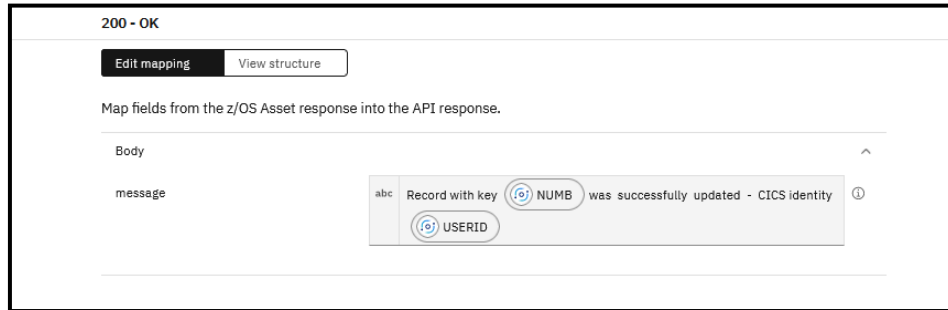 200 - OK
Edit mapping View structure
Map fields from the z/OS Asset response into the API response.
Body
message abc Record with key NUMB was successfully updated - CICS identity
USERID